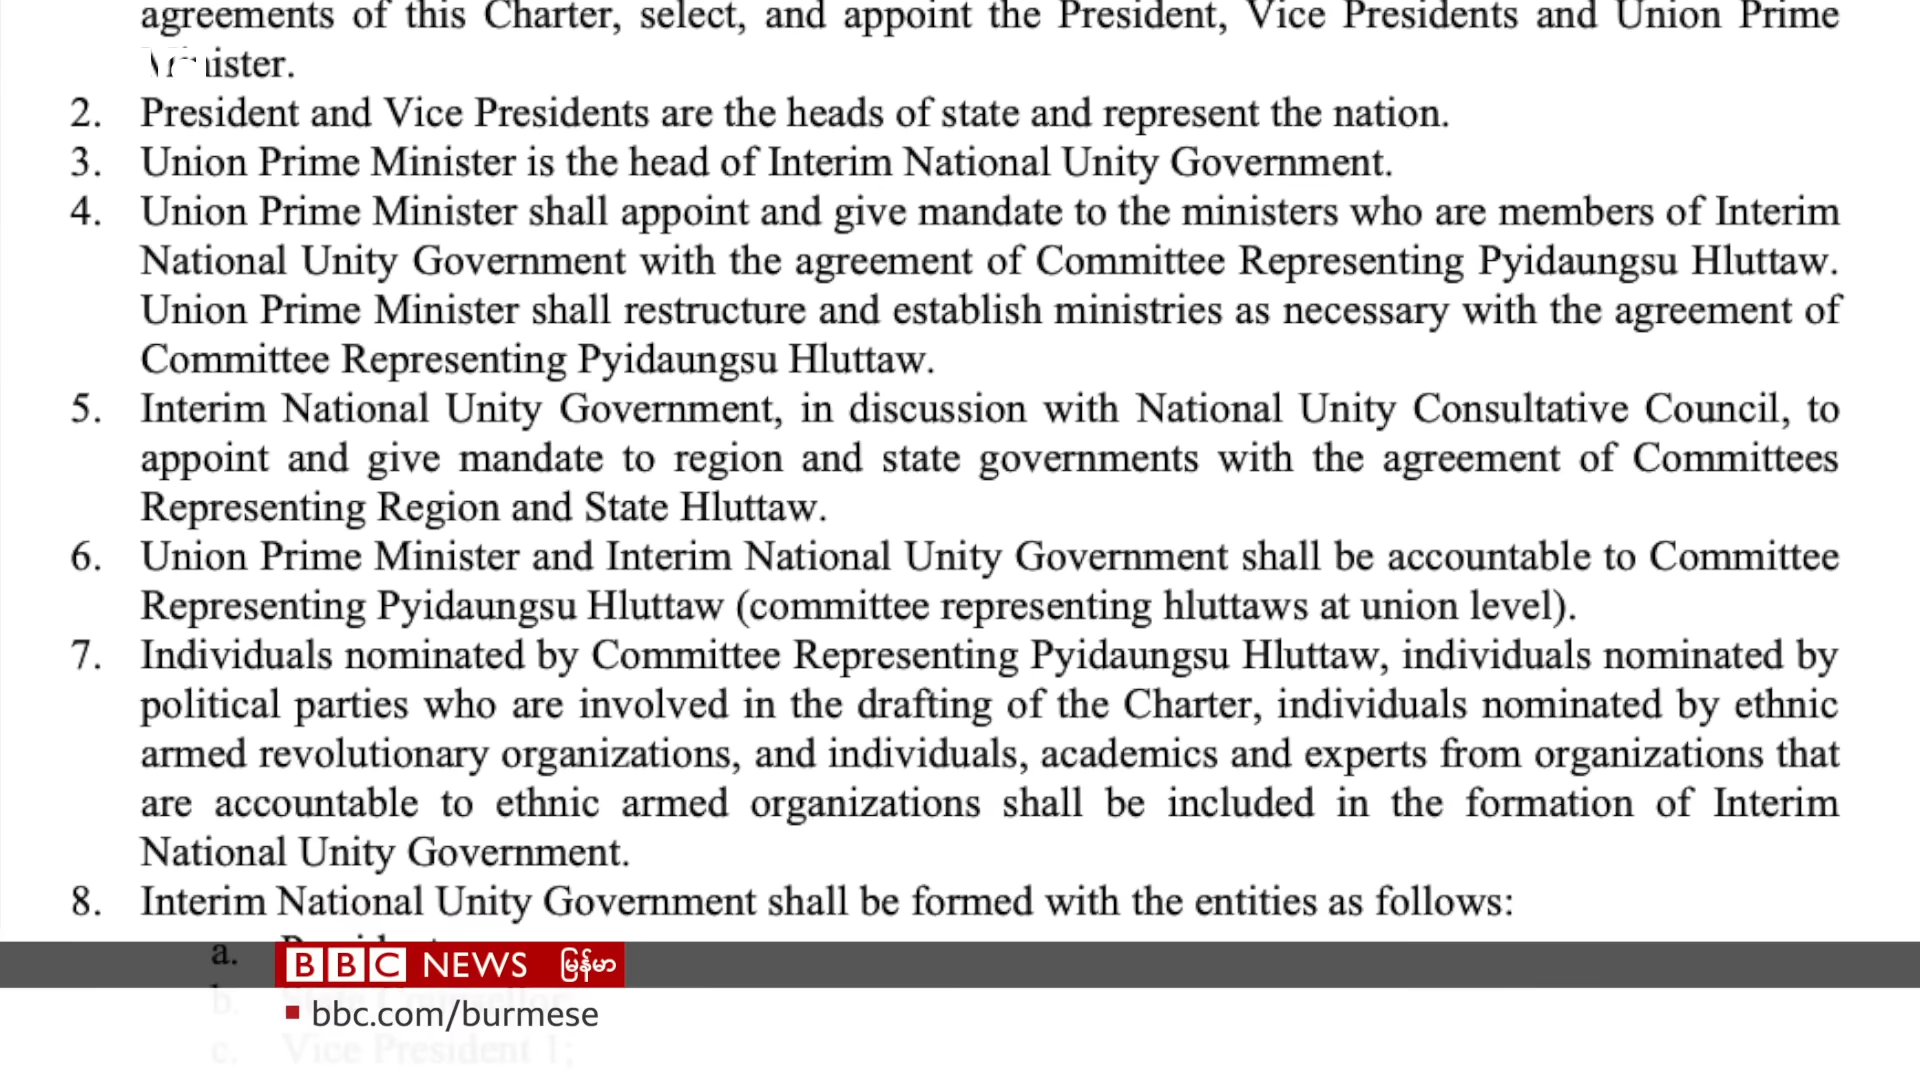 agreements of this Charter, select, and appoint the President, Vice Presidents and Union Prime
Minister.
2. President and Vice Presidents are the heads of state and represent the nation.
3. Union Prime Minister is the head of Interim National Unity Government.
4. Union Prime Minister shall appoint and give mandate to the ministers who are members of Interim
National Unity Government with the agreement of Committee Representing Pyidaungsu Hluttaw.
Union Prime Minister shall restructure and establish ministries as necessary with the agreement of
Committee Representing Pyidaungsu Hluttaw.
5. Interim National Unity Government, in discussion with National Unity Consultative Council, to
appoint and give mandate to region and state governments with the agreement of Committees
Representing Region and State Hluttaw.
6. Union Prime Minister and Interim National Unity Government shall be accountable to Committee
Representing Pyidaungsu Hluttaw (committee representing hluttaws at union level).
7. Individuals nominated by Committee Representing Pyidaungsu Hluttaw, individuals nominated by
political parties who are involved in the drafting of the Charter, individuals nominated by ethnic
armed revolutionary organizations, and individuals, academics and experts from organizations that
are accountable to ethnic armed organizations shall be included in the formation of Interim
National Unity Government.
8. Interim National Unity Government shall be formed with the entities as follows:
a.
BBC NEWS မြန်မာ
b. State Counsellor;
bbc.com/burmese
c. Vice President 1;